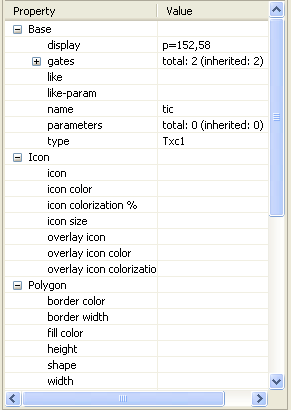 Property Value
Base
display p=152,58
gates total: 2 (inherited: 2)
like
like-param
name tic
parameters total: 0 (inherited: 0)
type Txc1
Icon
icon
icon color
icon colorization %
icon size
overlay icon
overlay icon color
overlay icon colorizatio
Polygon
border color
border width
fill color
height
shape
width